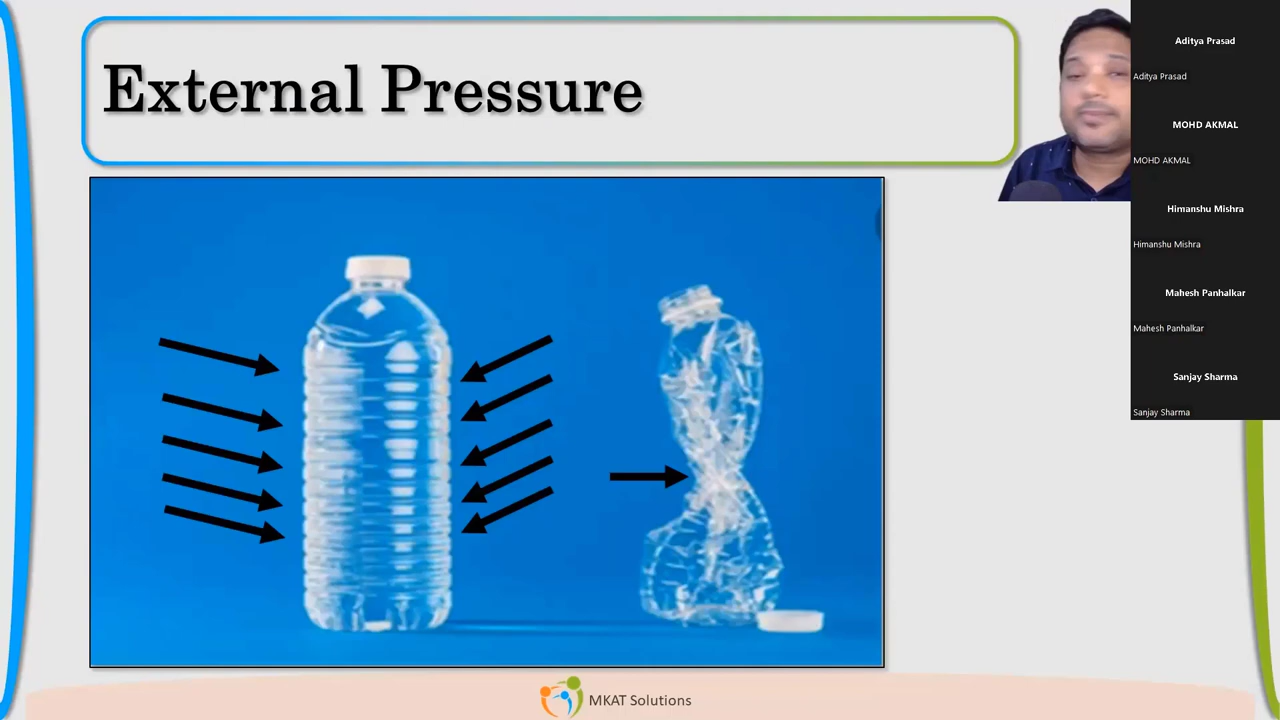 External Pressure
Aditya Prasad
Aditya Prasad
MOHD AKMAL
MOHD AKMAL
Himanshu Mishra
Himanshu Mishra
Mahesh Panhalkar
Mahesh Panhalkar
Sanjay Sharma
Sanjay Sharma
MKAT Solutions